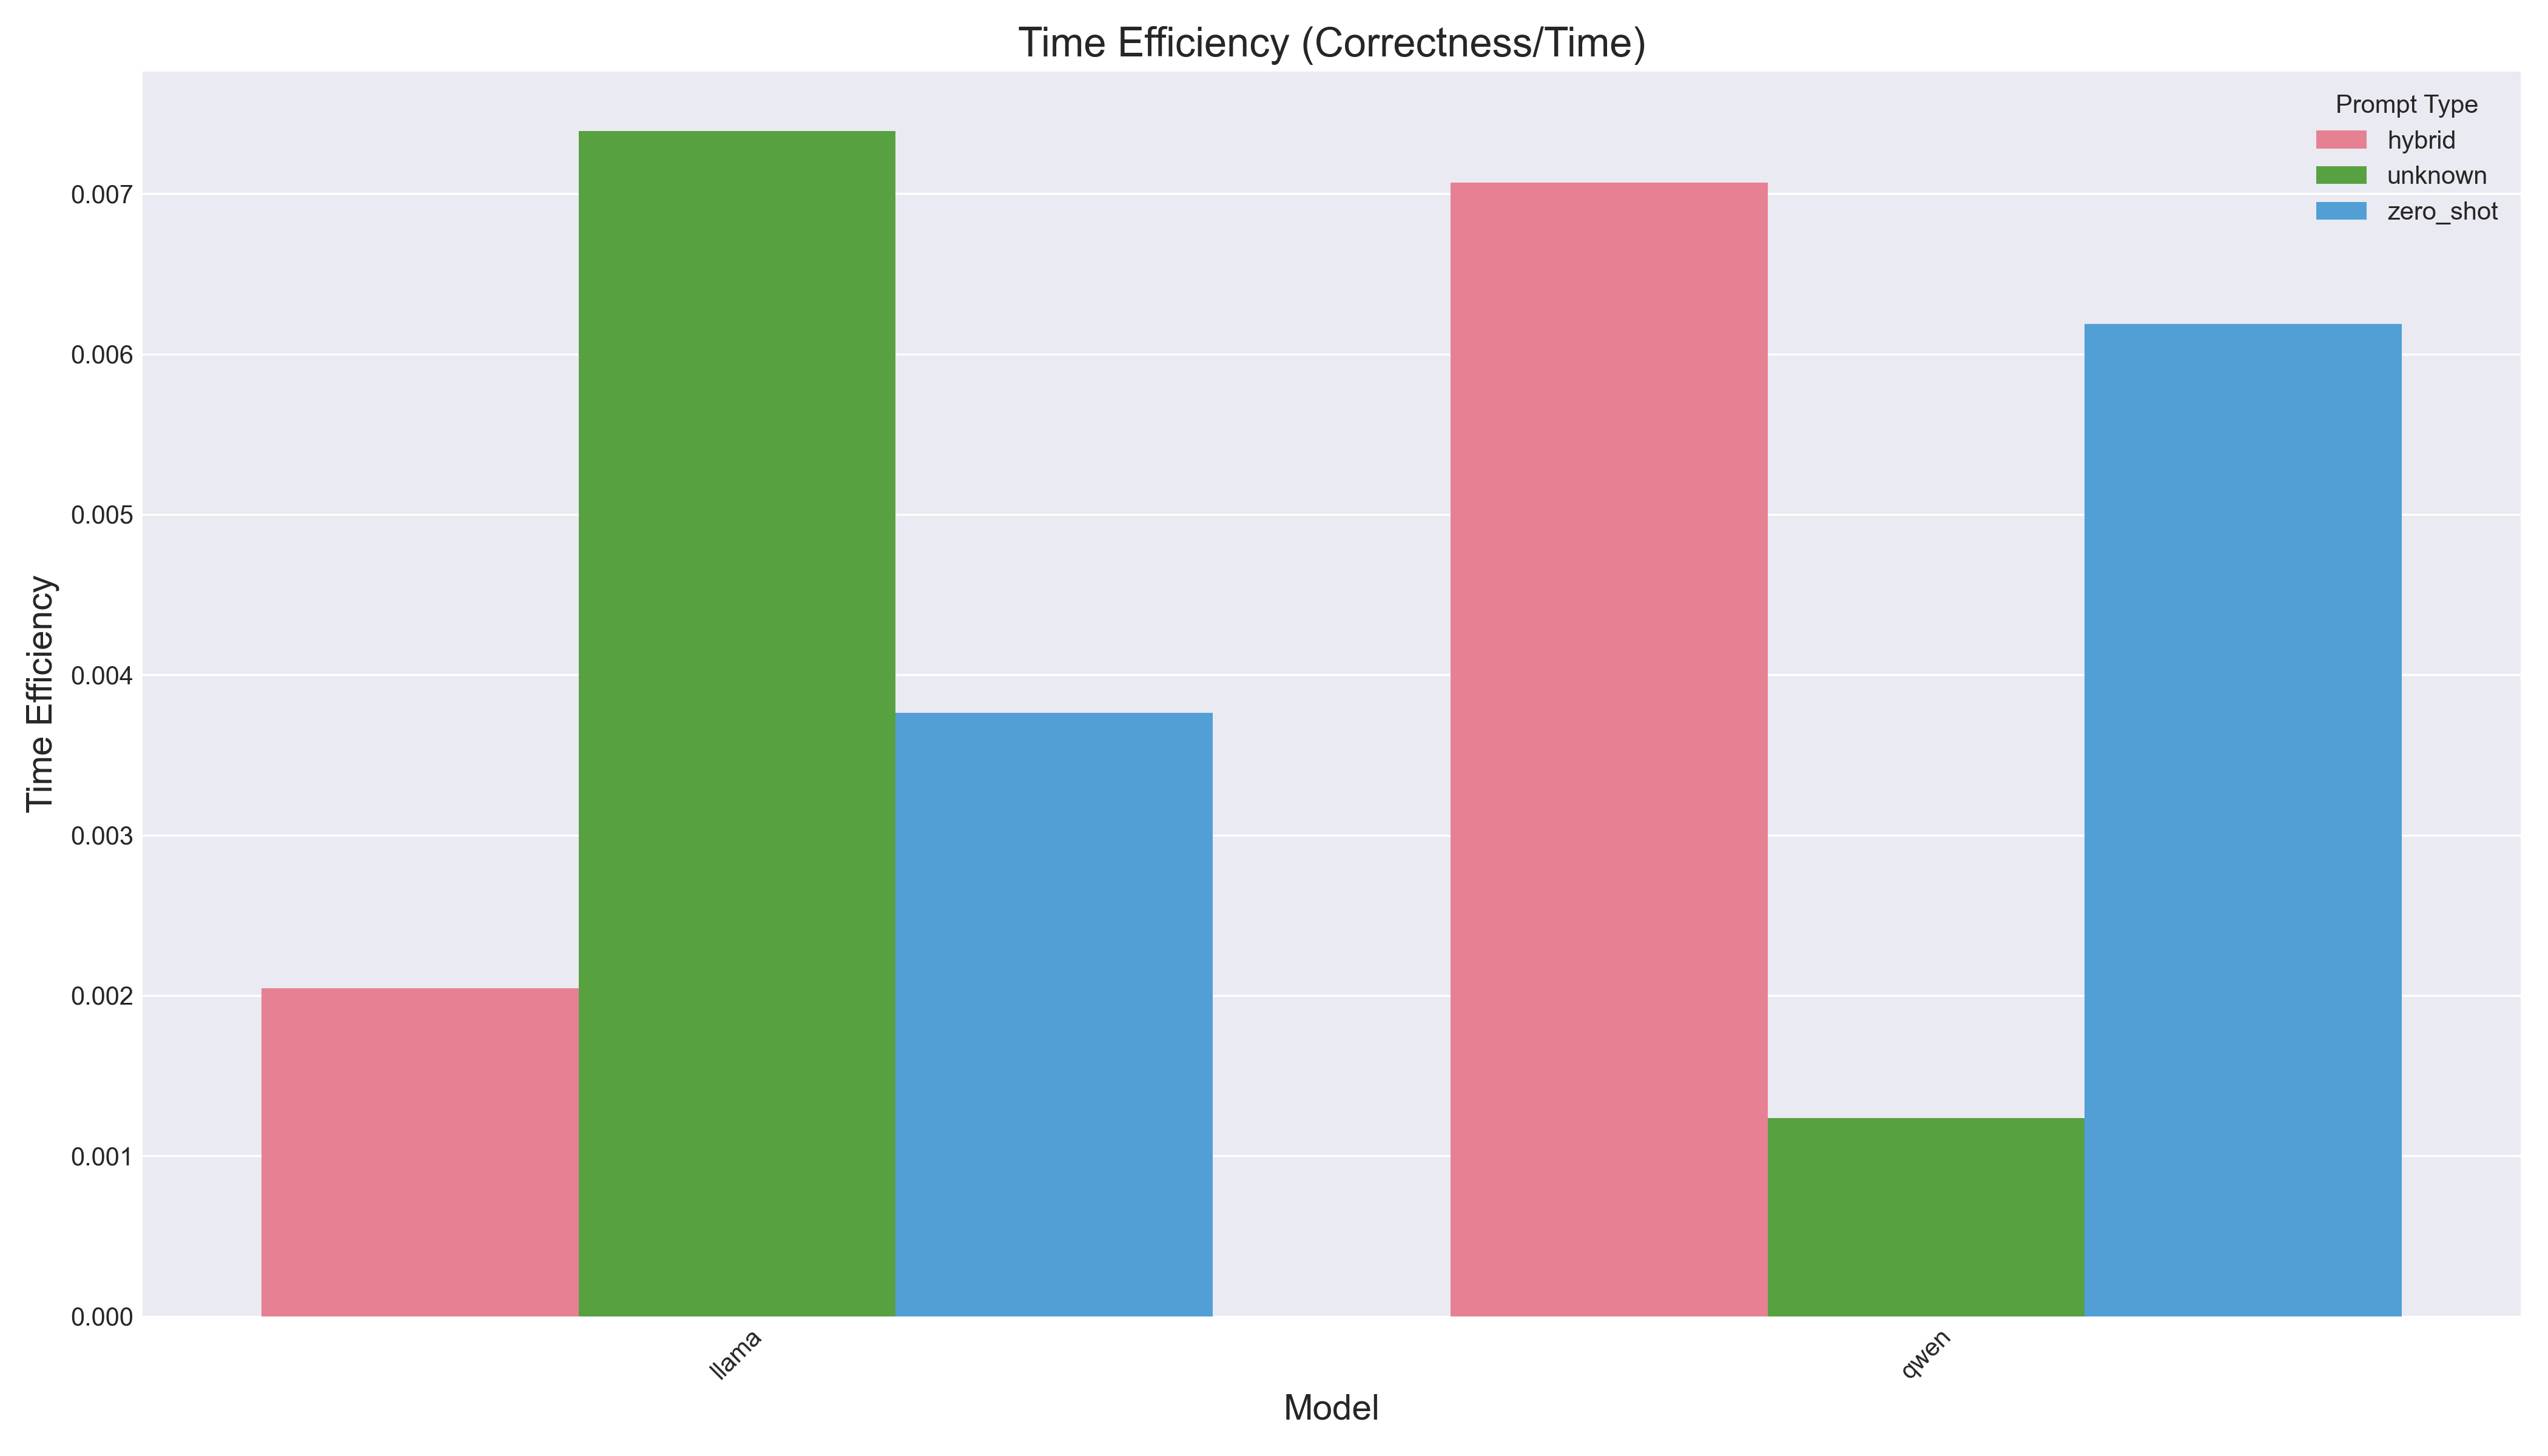 Time Efficiency (Correctness/Time)
Prompt Type
hybrid
unknown
zero_shot
Time Efficiency
0.007
0.006
0.005
0.004
0.003
0.002
0.001
0.000
llama
qwen
Model